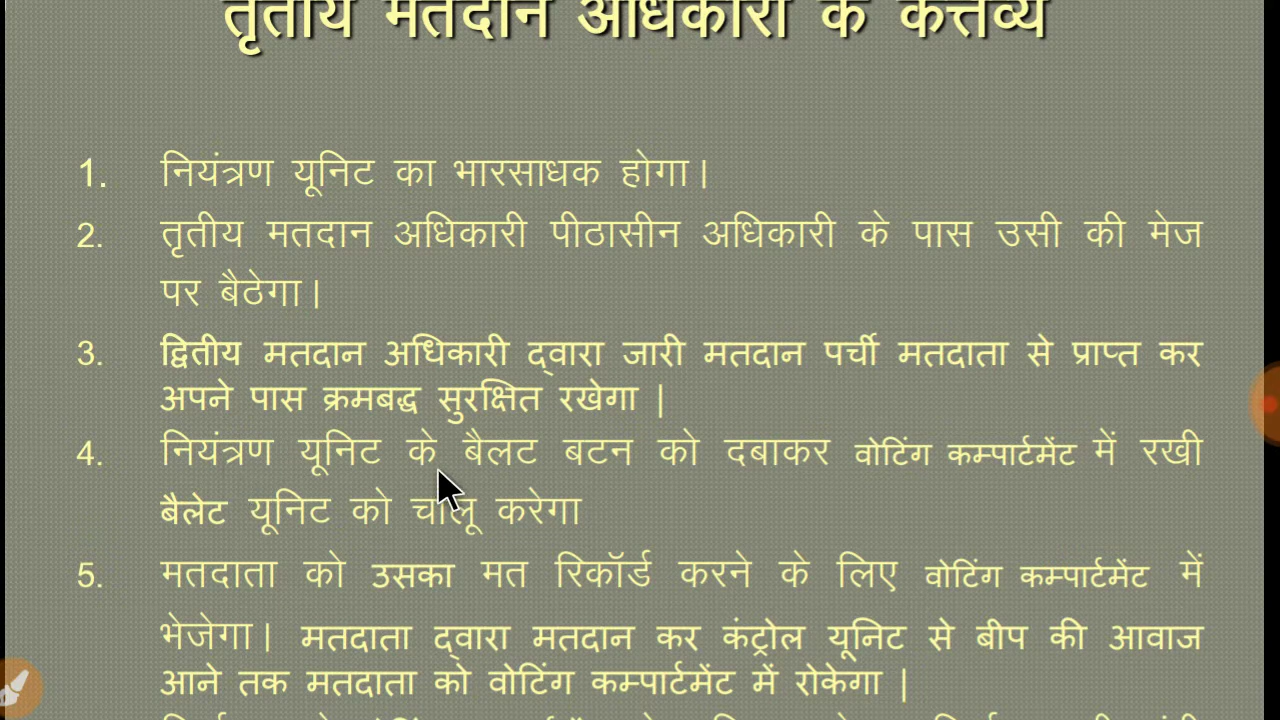 तृतीय मतदान अधिकारी के कर्त्तव्य
1. नियंत्रण यूनिट का भारसाधक होगा।
2. तृतीय मतदान अधिकारी पीठासीन अधिकारी के पास उसी की मेज
पर बैठेगा।
3. द्वितीय मतदान अधिकारी द्वारा जारी मतदान पर्ची मतदाता से प्राप्त कर
अपने पास क्रमबद्ध सुरक्षित रखेगा |
4. नियंत्रण यूनिट के बैलट बटन को दबाकर वोटिंग कम्पार्टमेंट में रखी
बैलेट यूनिट को चालू करेगा
5. मतदाता को उसका मत रिकॉर्ड करने के लिए वोटिंग कम्पार्टमेंट में
भेजेगा। मतदाता द्वारा मतदान कर कंट्रोल यूनिट से बीप की आवाज
आने तक मतदाता को वोटिंग कम्पार्टमेंट में रोकेगा |